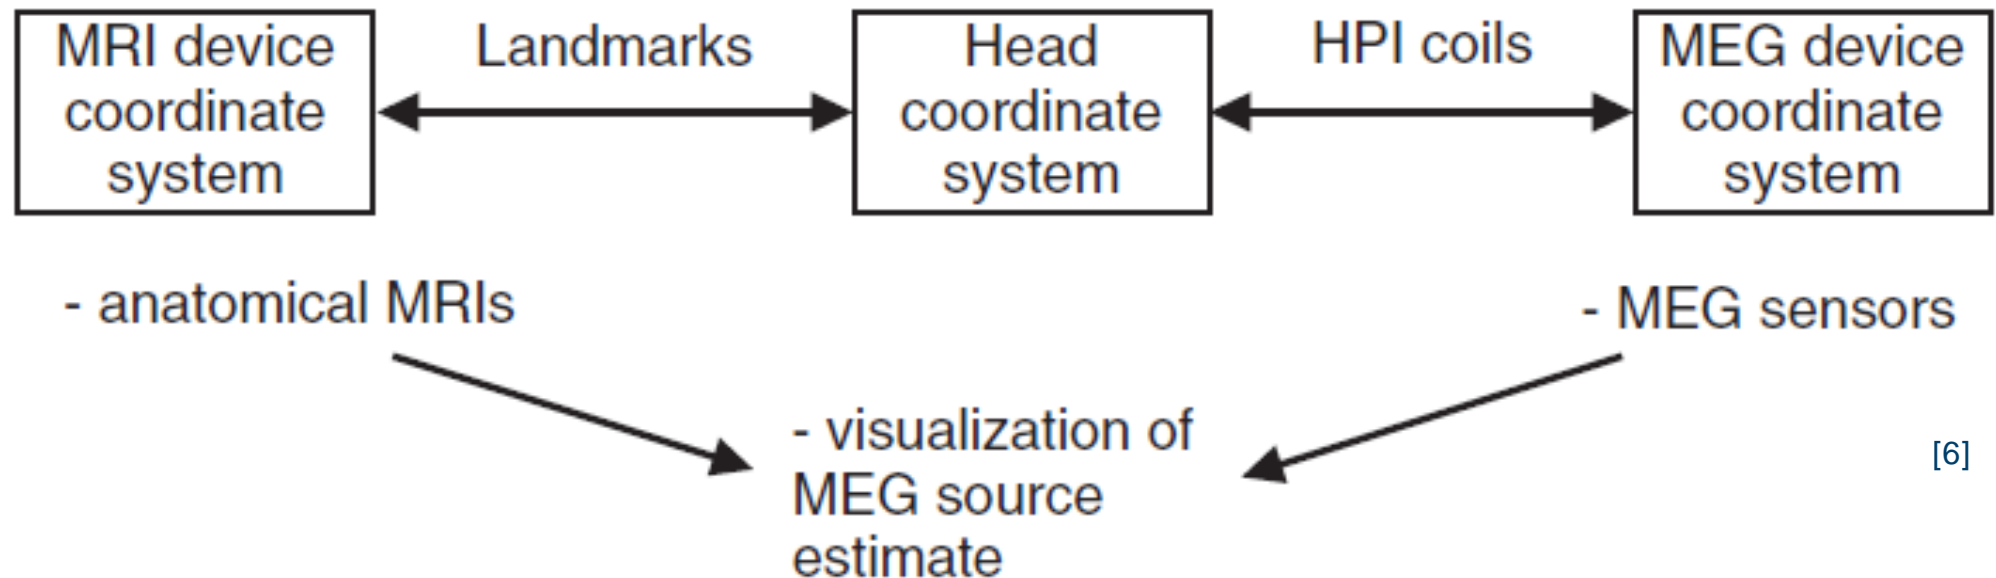 MRI device
coordinate
system
Landmarks
Head
coordinate
system
HPI coils
MEG device
coordinate
system
- anatomical MRIs
- MEG sensors
- visualization of
MEG source
estimate
[6]